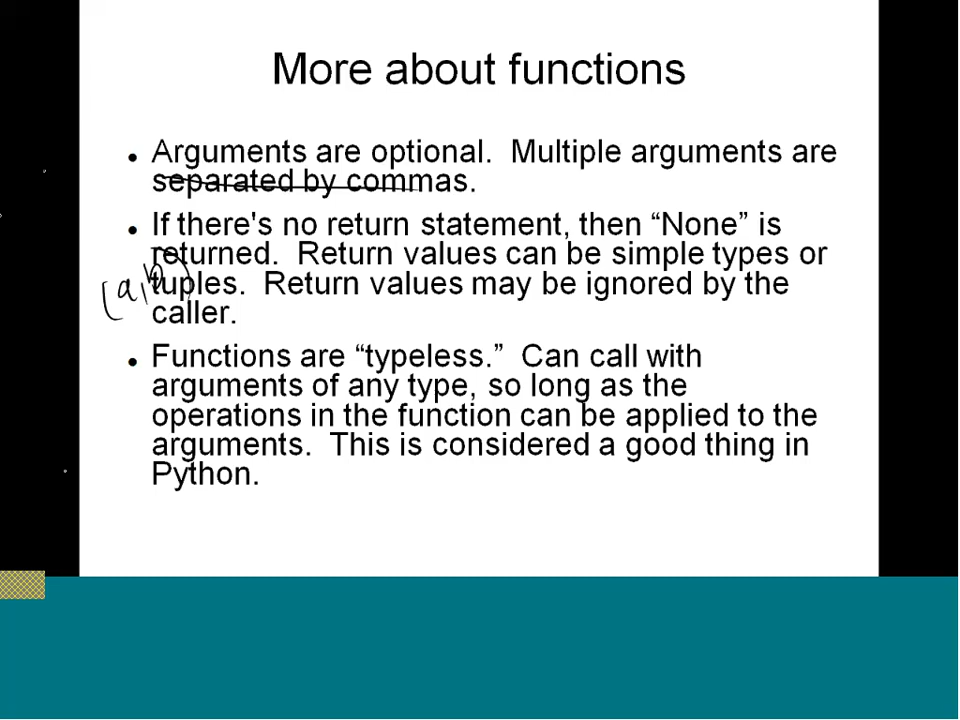 More about functions
• Arguments are optional.  Multiple arguments are
separated by commas.
• If there's no return statement, then “None” is
returned.  Return values can be simple types or
tuples.  Return values may be ignored by the
caller.
(a,b)
• Functions are “typeless.”  Can call with
arguments of any type, so long as the
operations in the function can be applied to the
arguments.  This is considered a good thing in
Python.